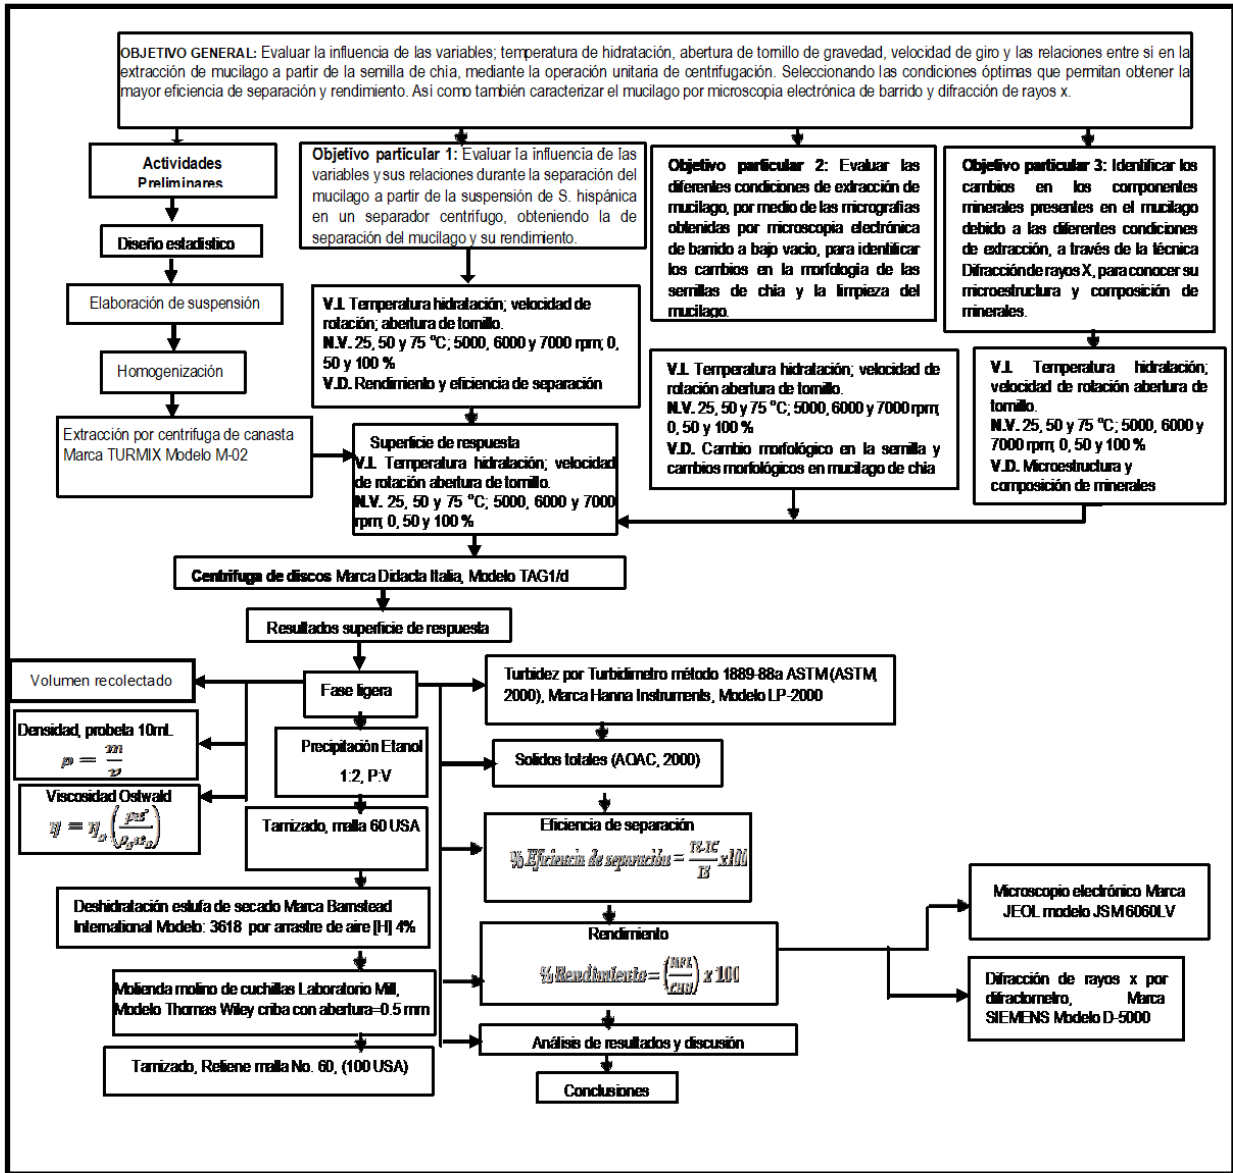 OBJETIVO GENERAL: Evaluar la influencia de las variables; temperatura de hidratación, abertura de tornillo de gravedad, velocidad de giro y las relaciones entre si en la
extracción de mucilago a partir de la semilla de chía, mediante la operación unitaria de centrifugación. Seleccionando las condiciones óptimas que permitan obtener la
mayor eficiencia de separación y rendimiento. Así como también caracterizar el mucilago por microscopia electrónica de barrido y difracción de rayos x.
Actividades
Preliminares
Diseño estadístico
Elaboración de suspensión
Homogenización
Extracción por centrifuga de canasta
Marca TURMIX Modelo M-02
Objetivo particular 1: Evaluar la influencia de las
variables y sus relaciones durante la separación del
mucilago a partir de la suspensión de S. hispánica
en un separador centrífugo, obteniendo la de
separación del mucilago y su rendimiento.
V.I. Temperatura hidratación; velocidad de
rotación; abertura de tornillo.
N.V. 25, 50 y 75 °C; 5000, 6000 y 7000 rpm; 0,
50 y 100 %
V.D. Rendimiento y eficiencia de separación
Objetivo particular 2: Evaluar las
diferentes condiciones de extracción de
mucilago, por medio de las micrografías
obtenidas por microscopia electrónica
de barrido a bajo vacío, para identificar
los cambios en la morfología de las
semillas de chia y la limpieza del
mucilago.
V.I. Temperatura hidratación; velocidad de
rotación abertura de tornillo.
N.V. 25, 50 y 75 °C; 5000, 6000 y 7000 rpm;
0, 50 y 100 %
V.D. Cambio morfológico en la semilla y
cambios morfológicos en mucilago de chia
Objetivo particular 3: Identificar los
cambios en los componentes
minerales presentes en el mucilago
debido a las diferentes condiciones
de extracción, a través de la técnica
Difracción de rayos X, para conocer su
microestructura y composición de
minerales.
V.I. Temperatura hidratación;
velocidad de rotación abertura de
tornillo.
N.V. 25, 50 y 75 °C; 5000, 6000 y
7000 rpm; 0, 50 y 100 %
V.D. Microestructura y
composición de minerales
Superficie de respuesta
V.I. Temperatura hidratación; velocidad
de rotación abertura de tornillo.
N.V. 25, 50 y 75 °C; 5000, 6000 y 7000
rpm; 0, 50 y 100 %
Centrifuga de discos Marca Didacta Italia, Modelo TAG1/d
Resultados superficie de respuesta
Fase ligera
Volumen recolectado
Densidad, probeta 10mL
ρ = m/v
Viscosidad Ostwald
Precipitación Etanol
1:2, P:V
Tamizado, malla 60 USA
Deshidratación estufa de secado Marca Barnstead
International Modelo: 3618 por arrastre de aire [H] 4%
Molienda molino de cuchillas Laboratorio Mill,
Modelo Thomas Wiley criba con abertura=0.5 mm
Tamizado, Retiene malla No. 60, (100 USA)
Turbidez por Turbidimetro método 1889-88a ASTM (ASTM,
2000), Marca Hanna Instruments, Modelo LP-2000
Solidos totales (AOAC, 2000)
Eficiencia de separación
% Eficiencia de separación = x100
Rendimiento
% Rendimiento = x 100
Análisis de resultados y discusión
Conclusiones
Microscopio electrónico Marca
JEOL modelo JSM 6060LV
Difracción de rayos x por
difractometro, Marca
SIEMENS Modelo D-5000